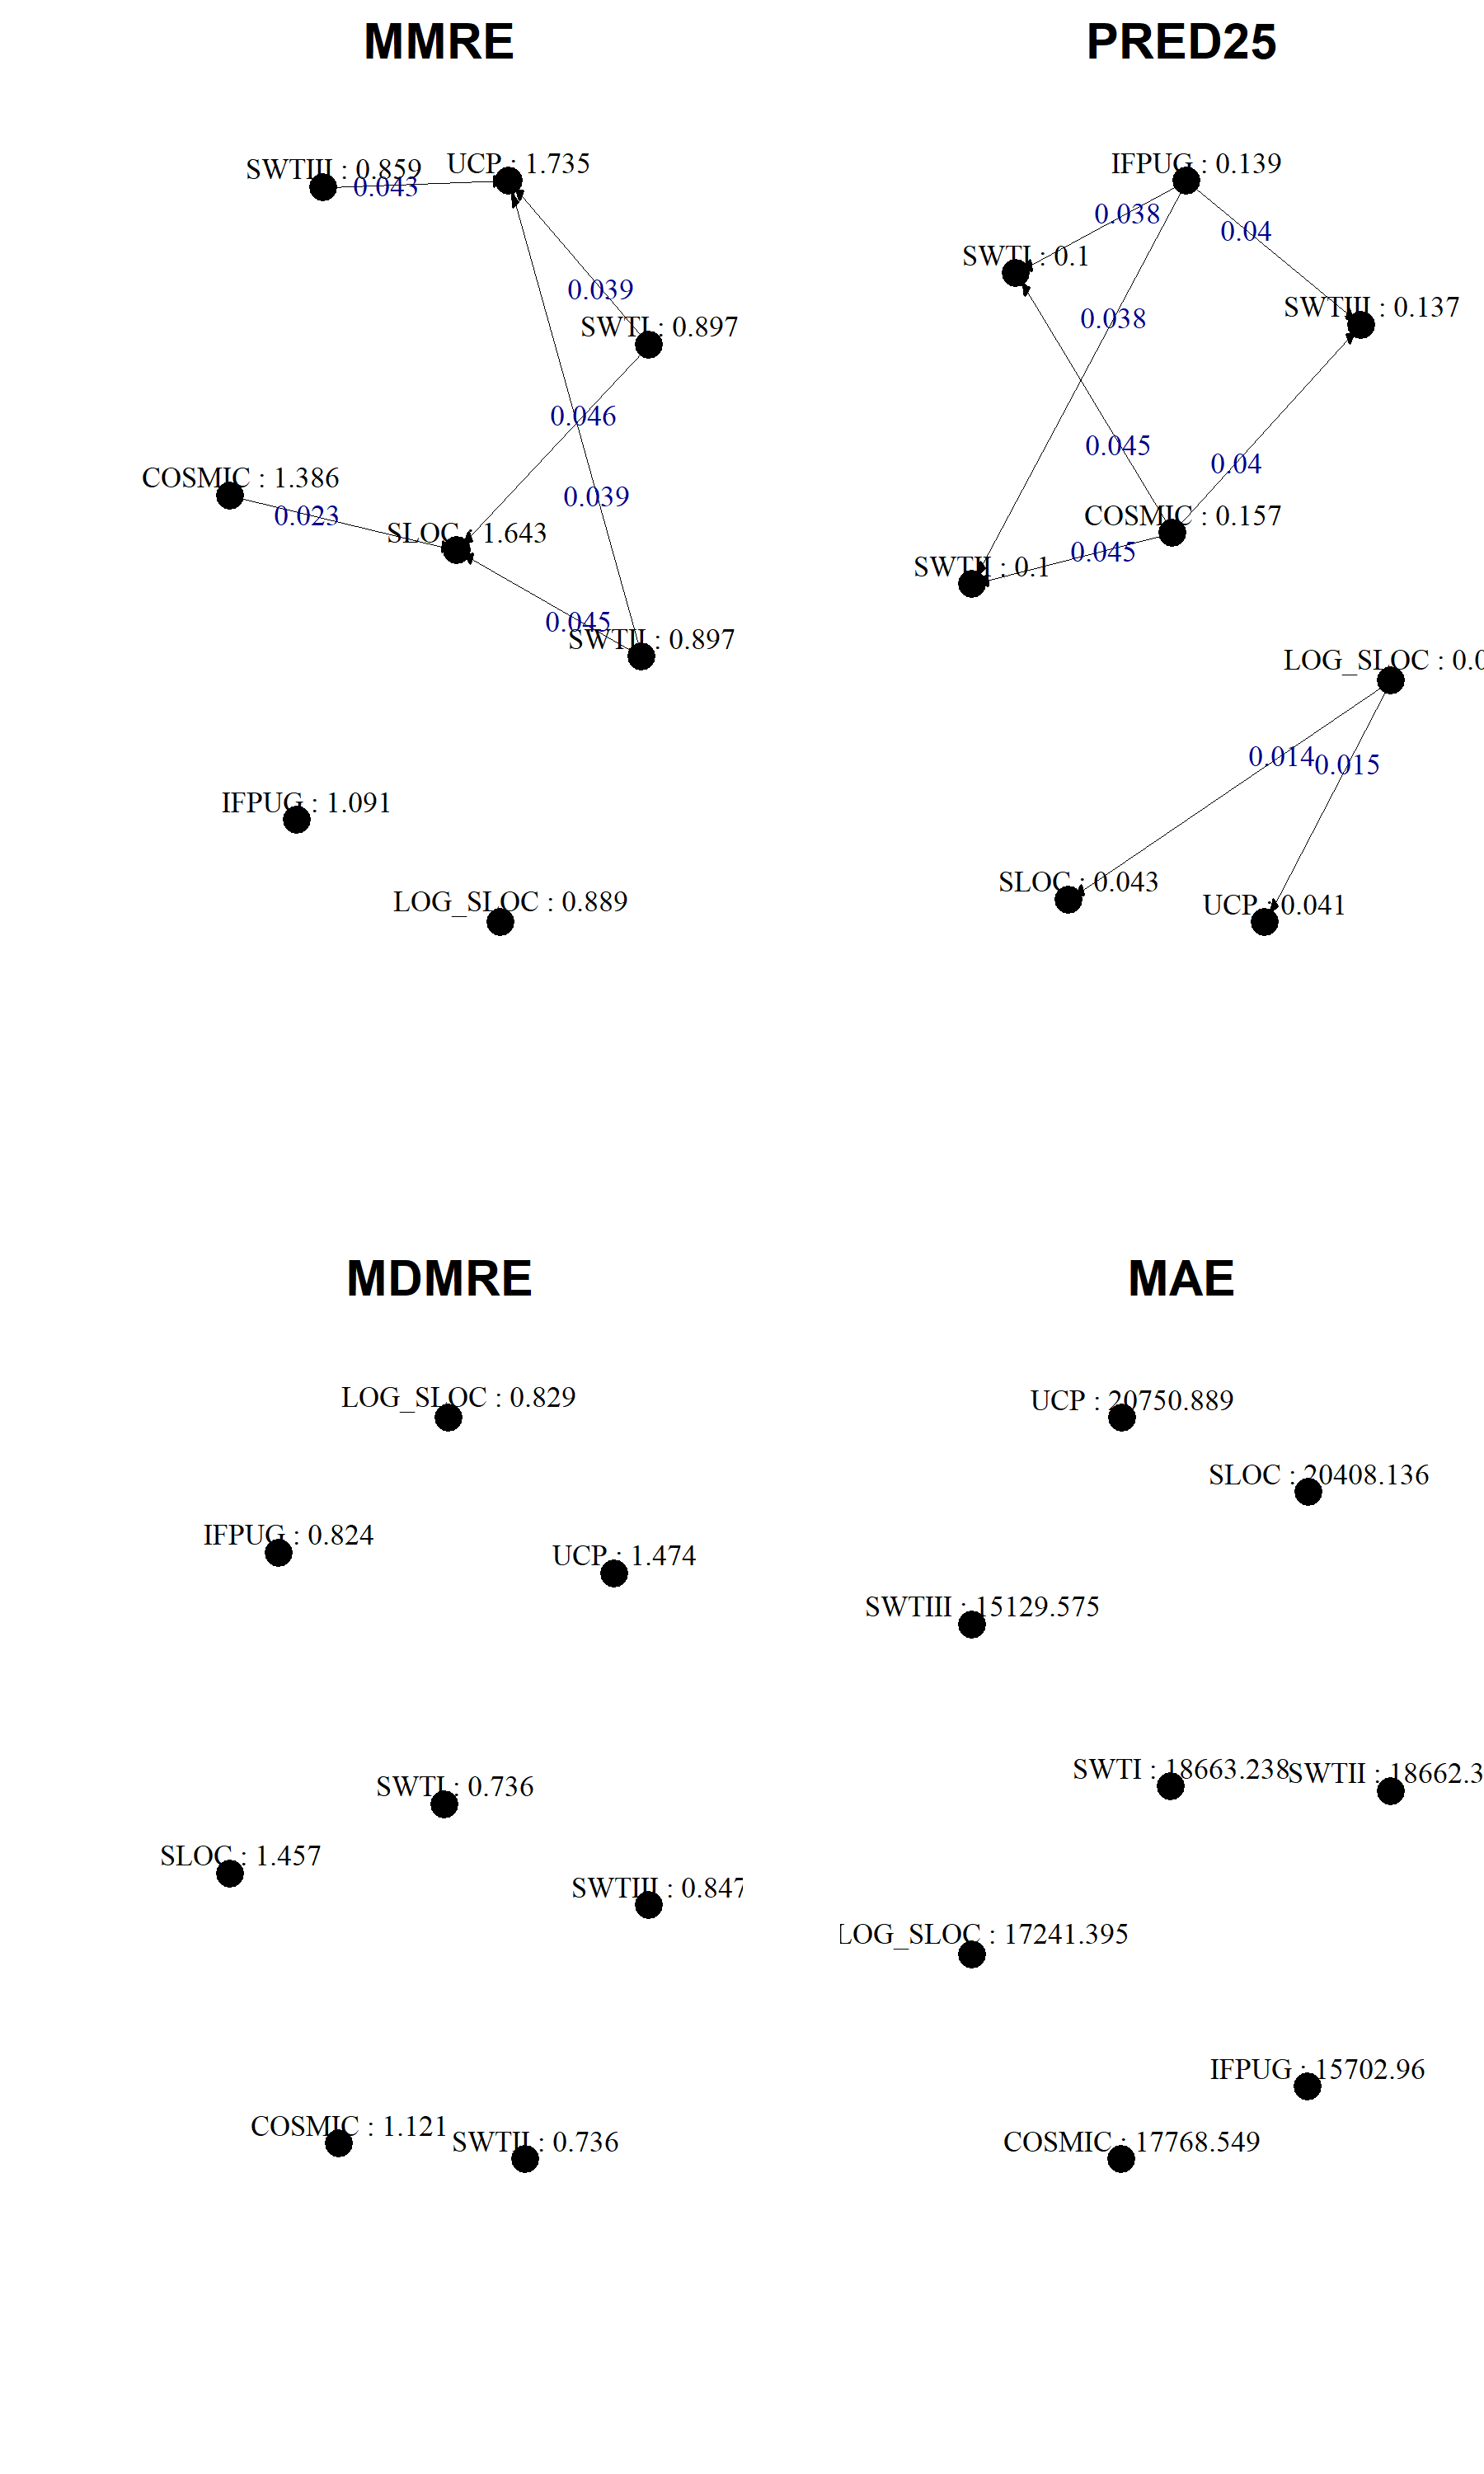 MMRE
SWTIII : 0.859
UCP : 1.735
0.043
0.039
SWTI : 0.897
0.046
COSMIC : 1.386
0.039
0.023
SLOC : 1.643
0.045
SWTII : 0.897
IFPUG : 1.091
LOG_SLOC : 0.889
PRED25
IFPUG : 0.139
0.038
0.04
SWTI : 0.1
SWTIII : 0.137
0.038
0.045
0.04
COSMIC : 0.157
0.045
SWTII : 0.1
LOG_SLOC : 0.0
0.014
0.015
SLOC : 0.043
UCP : 0.041
MDMRE
LOG_SLOC : 0.829
IFPUG : 0.824
UCP : 1.474
SWTI : 0.736
SLOC : 1.457
SWTIII : 0.847
COSMIC : 1.121
SWTII : 0.736
MAE
UCP : 20750.889
SLOC : 20408.136
SWTIII : 15129.575
SWTI : 18663.238
SWTII : 18662.3
LOG_SLOC : 17241.395
IFPUG : 15702.96
COSMIC : 17768.549